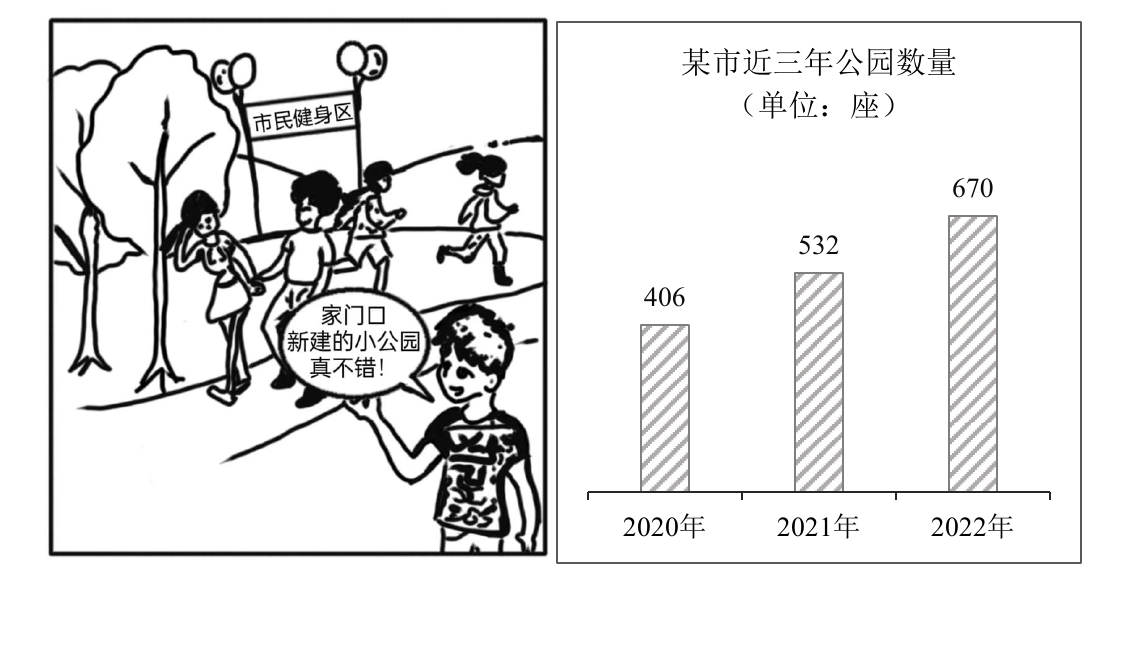 市民健身区
家门口
新建的小公园
真不错！
某市近三年公园数量
（单位：座）
406
532
670
2020年
2021年
2022年